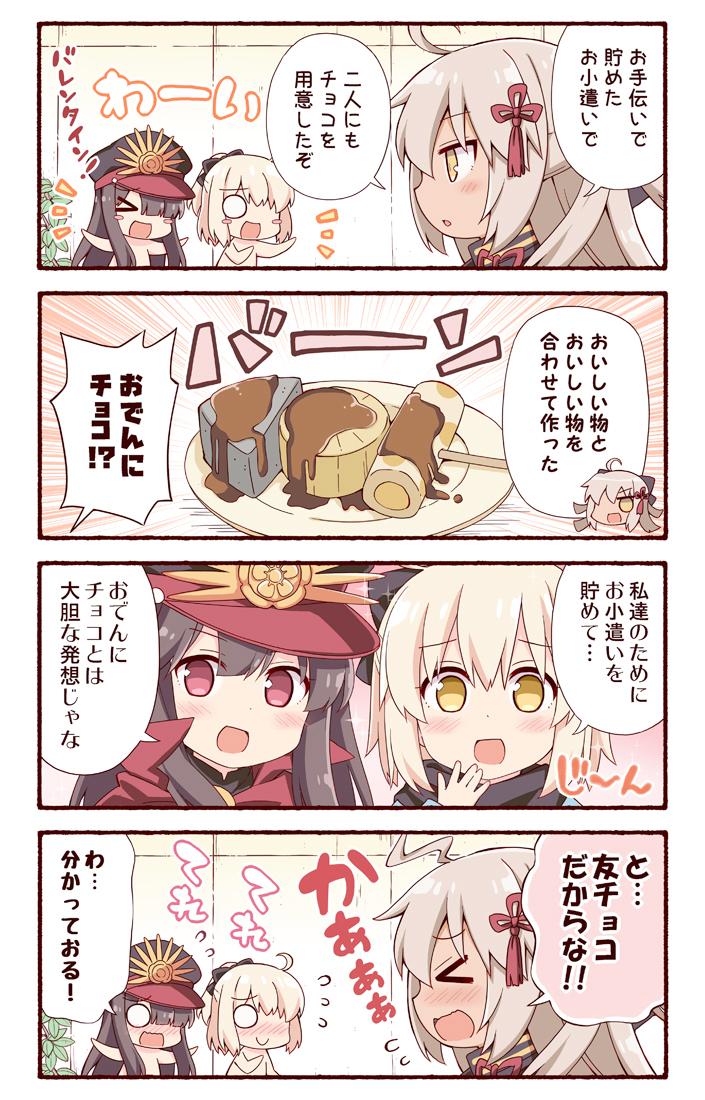 お手伝いで
貯めた
お小遣いで
二人にも
チョコを
用意したぞ
わーい
バレンタイン!!
おいしい物と
おいしい物を
合わせて作った
バーン
おでんに
チョコ!?
私達のために
お小遣いを
貯めて…
じ〜ん
おでんに
チョコとは
大胆な発想じゃな
と…
友チョコ
だからな!!
かぁぁぁ
てれ
てれ
わ…
分かっておる!